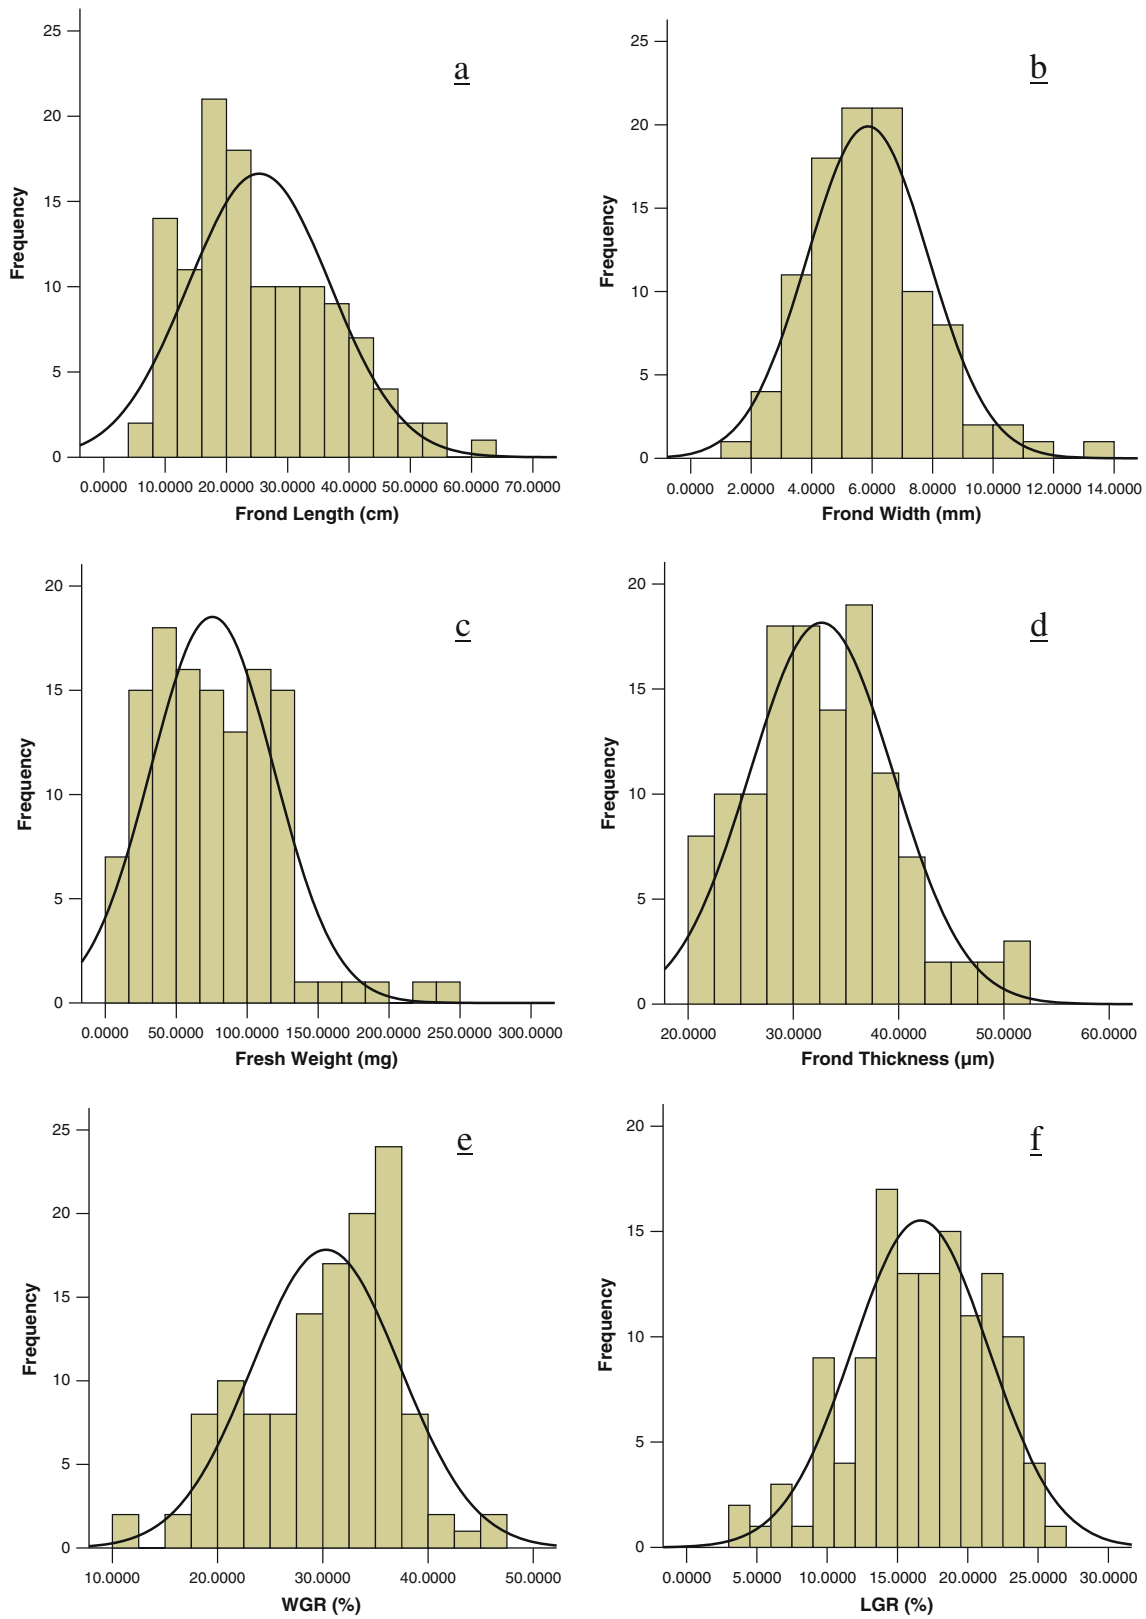 a
25
20
15
10
5
0
Frequency
0.0000 10.0000 20.0000 30.0000 40.0000 50.0000 60.0000 70.0000
Frond Length (cm)
b
25
20
15
10
5
0
Frequency
0.0000 2.0000 4.0000 6.0000 8.0000 10.0000 12.0000 14.0000
Frond Width (mm)
c
20
15
10
5
0
Frequency
0.0000 50.0000 100.0000 150.0000 200.0000 250.0000 300.0000
Fresh Weight (mg)
d
20
15
10
5
0
Frequency
20.0000 30.0000 40.0000 50.0000 60.0000
Frond Thickness (µm)
e
25
20
15
10
5
0
Frequency
10.0000 20.0000 30.0000 40.0000 50.0000
WGR (%)
f
20
15
10
5
0
Frequency
0.0000 5.0000 10.0000 15.0000 20.0000 25.0000 30.0000
LGR (%)